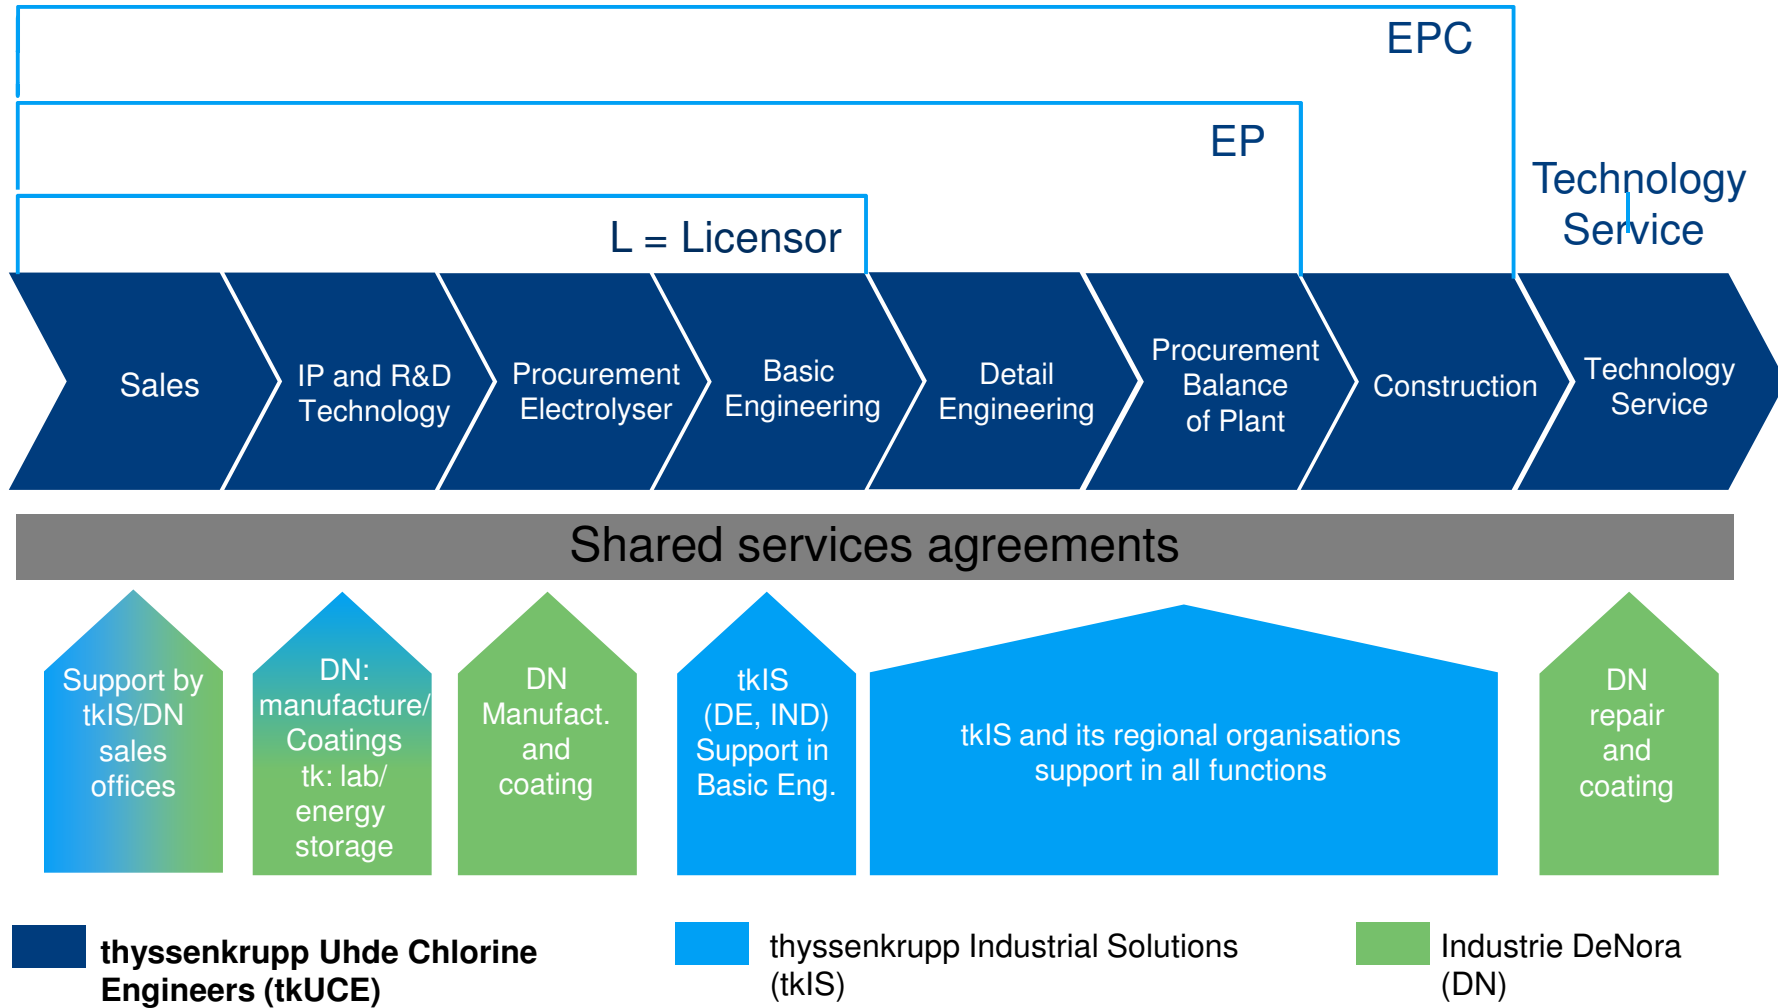 EPC
EP
Technology
Service
L = Licensor
Sales
IP and R&D
Technology
Procurement
Electrolyser
Basic
Engineering
Detail
Engineering
Procurement
Balance
of Plant
Construction
Technology
Service
Shared services agreements
Support by
tkIS/DN
sales
offices
DN:
manufacture/
Coatings
tk: lab/
energy
storage
DN
Manufact.
and
coating
tkIS
(DE, IND)
Support in
Basic Eng.
tkIS and its regional organisations
support in all functions
DN
repair
and
coating
thyssenkrupp Uhde Chlorine
Engineers (tkUCE)
thyssenkrupp Industrial Solutions
(tkIS)
Industrie DeNora
(DN)